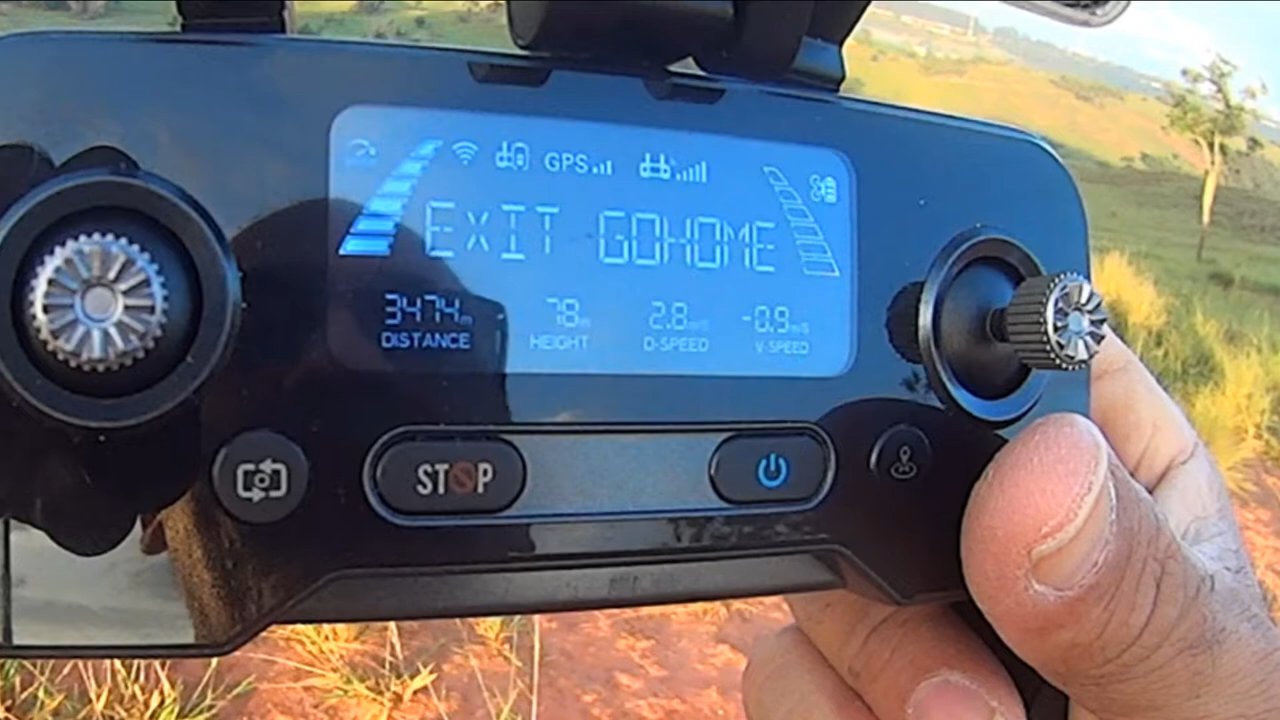 GPS
EXIT GOHOME
3474m 78m 2.8m/S -0.9m/S
DISTANCE HEIGHT D-SPEED V-SPEED
STOP